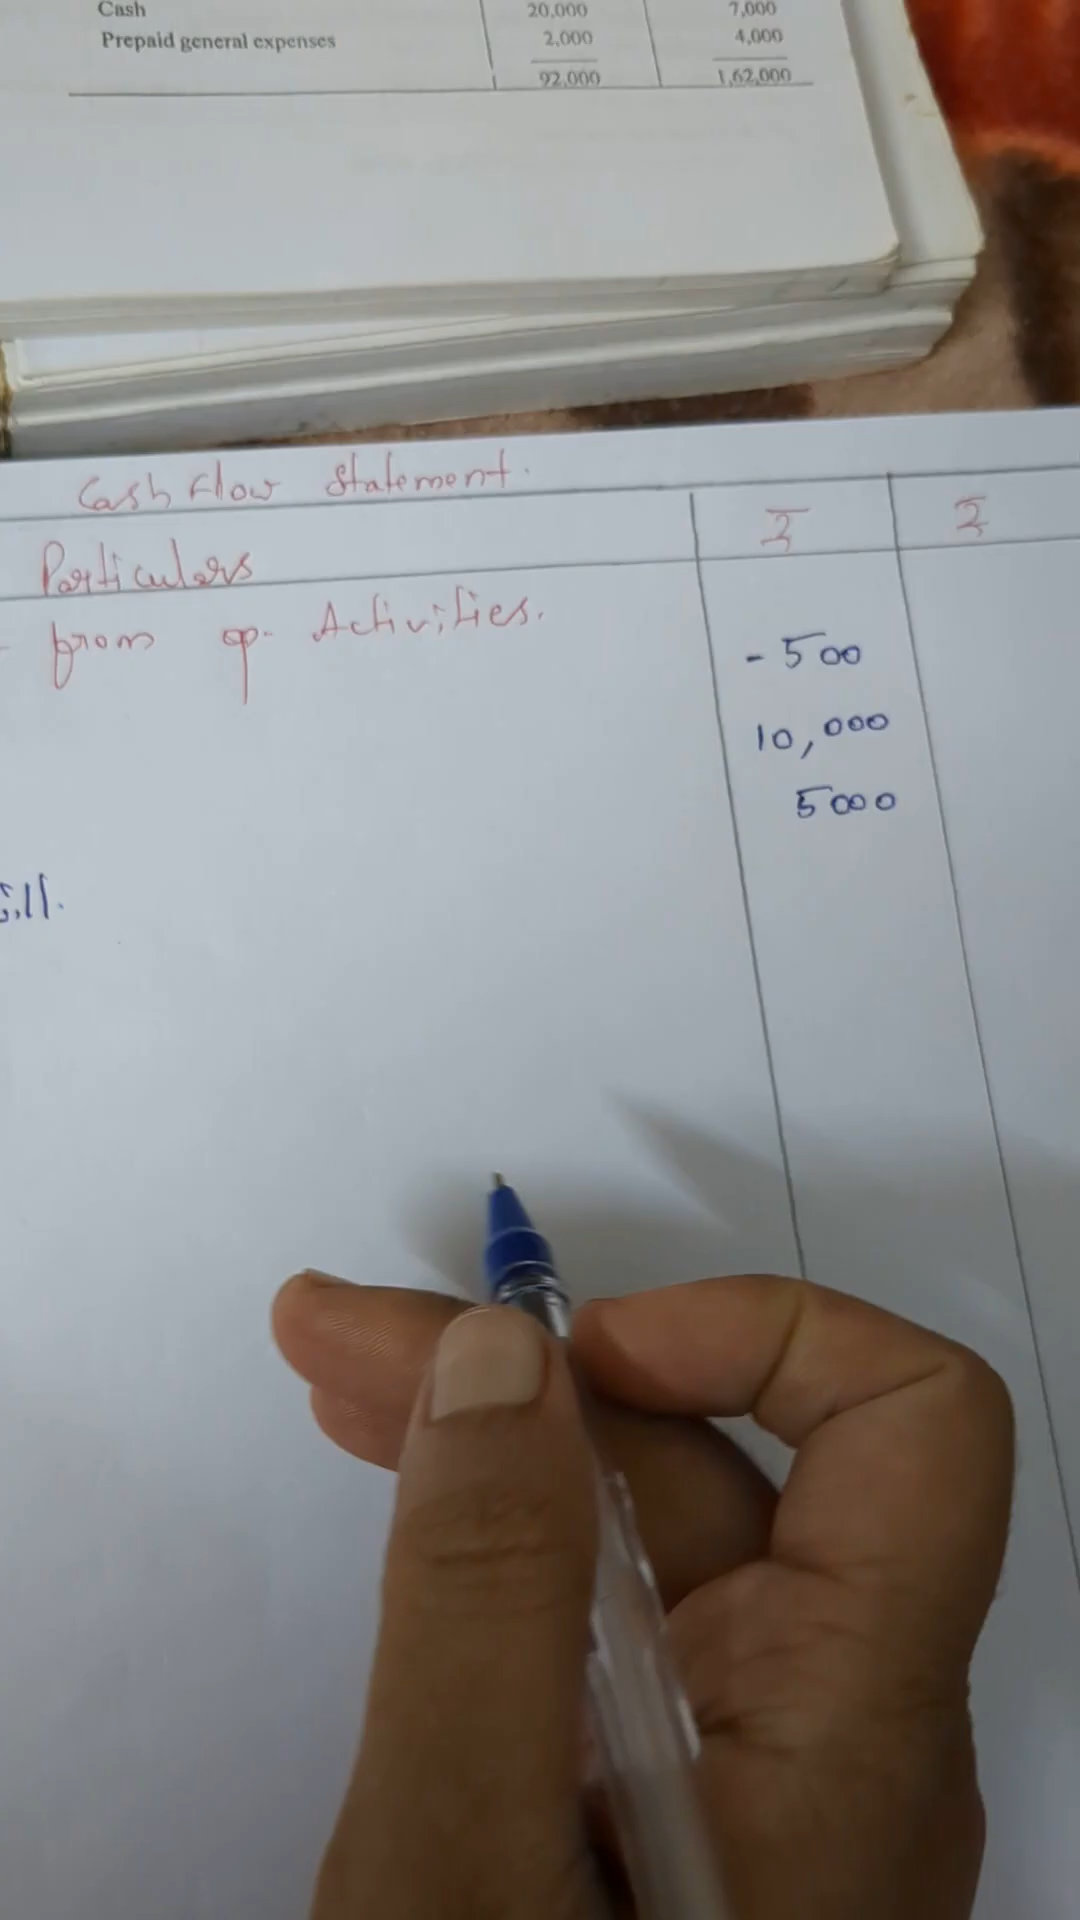 Cash 20,000 7,000
Prepaid general expenses 2,000 4,000
92,000 1,62,000
Cash Flow Statement.
Particulars ₹ ₹
from op. Activities.
- 500
10,000
5000